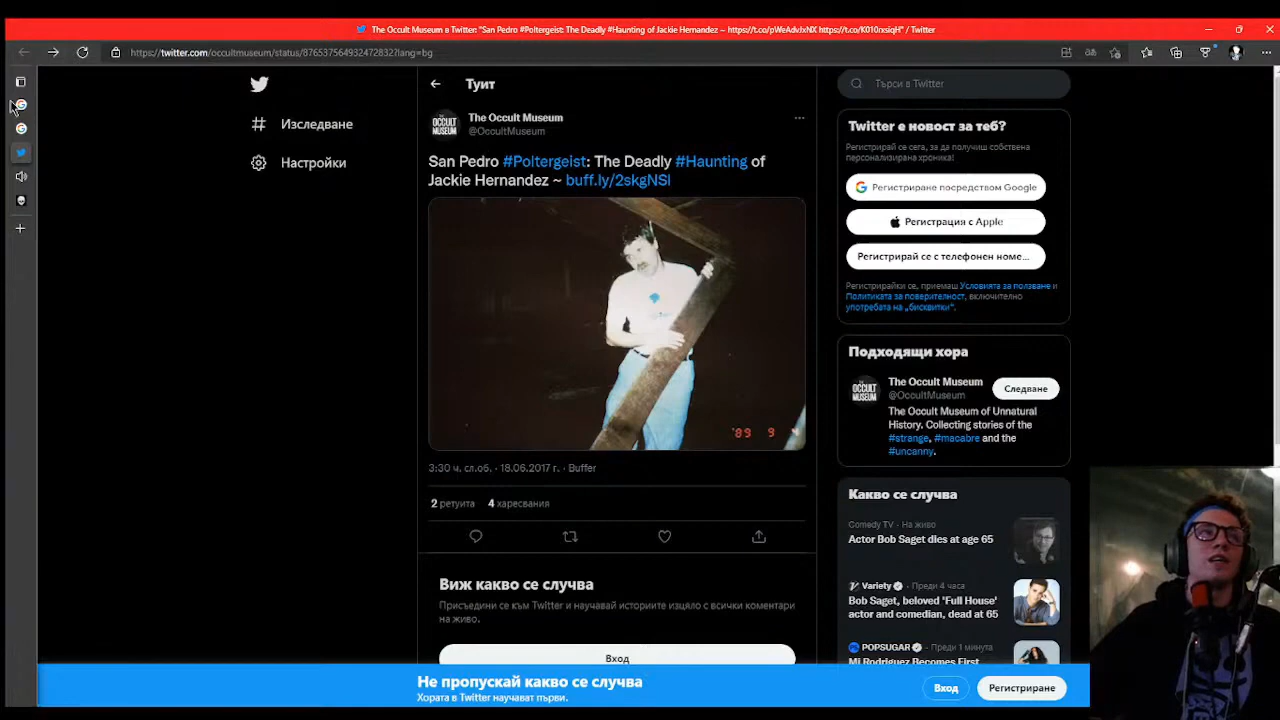 The Occult Museum в Twitter: "San Pedro #Poltergeist: The Deadly #Haunting of Jackie Hernandez ~ https://t.co/pWeAdvJxNX https://t.co/K010rxsiqH" / Twitter
https://twitter.com/occultmuseum/status/876537564932472832?lang=bg
Туит
The Occult Museum
@OccultMuseum
San Pedro #Poltergeist: The Deadly #Haunting of
Jackie Hernandez ~ buff.ly/2skgNSl
'89 9 4
3:30 ч. сл.об. · 18.06.2017 г. · Buffer
2 ретуита 4 харесвания
Виж какво се случва
Присъедини се към Twitter и научавай историите изцяло с всички коментари
на живо.
Вход
Изследване
Настройки
Търси в Twitter
Twitter е новост за теб?
Регистрирай се сега, за да получиш собствена
персонализирана хроника!
Регистриране посредством Google
Регистрация с Apple
Регистрирай се с телефонен номе...
Регистрирайки се, приемаш Условията за ползване и
Политиката за поверителност, включително
употребата на „бисквитки".
Подходящи хора
The Occult Museum
@OccultMuseum
Следване
The Occult Museum of Unnatural
History. Collecting stories of the
#strange, #macabre and the
#uncanny.
Какво се случва
Comedy TV · На живо
Actor Bob Saget dies at age 65
Variety · Преди 4 часа
Bob Saget, beloved 'Full House'
actor and comedian, dead at 65
POPSUGAR · Преди 1 минута
Mj Rodriguez Becomes First
Не пропускай какво се случва
Хората в Twitter научават първи.
Вход
Регистриране